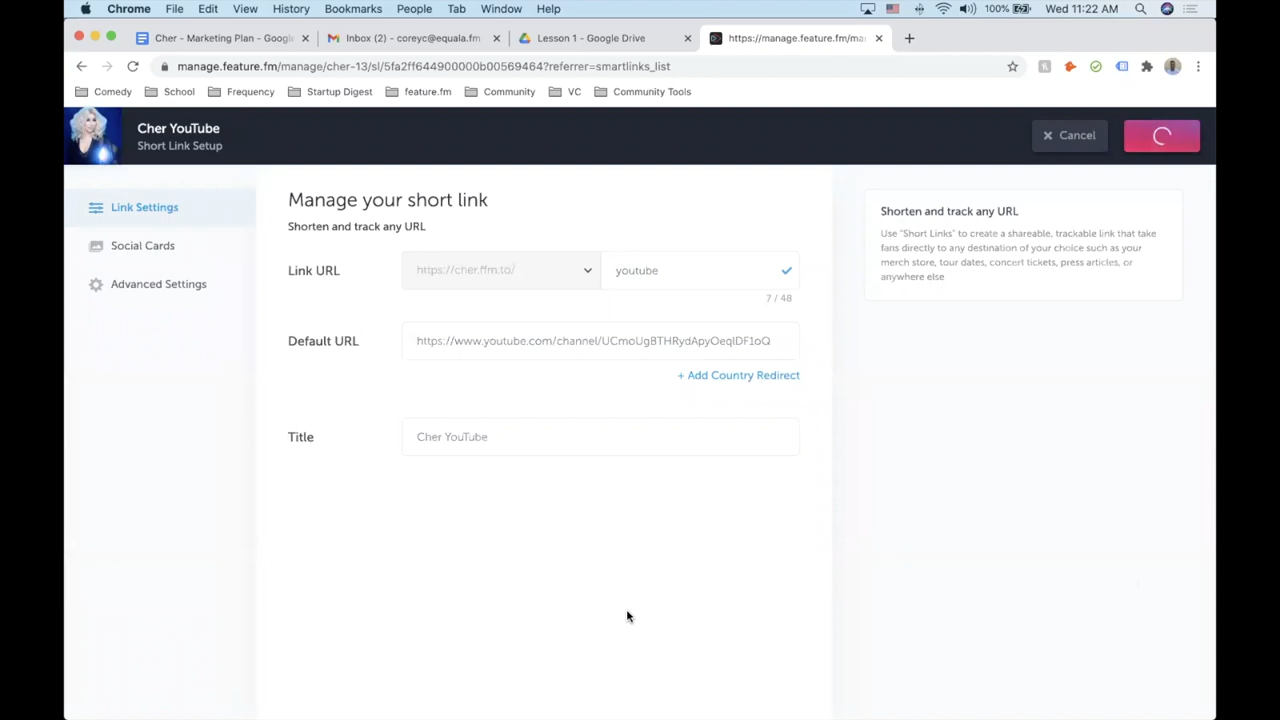 Chrome File Edit View History Bookmarks People Tab Window Help 100% Wed 11:22 AM
Cher - Marketing Plan - Googl Inbox (2) - coreyc@equala.fm Lesson 1 - Google Drive https://manage.feature.fm/ma
manage.feature.fm/manage/cher-13/sl/5fa2ff644900000b00569464?referrer=smartlinks_list
Comedy School Frequency Startup Digest feature.fm Community VC Community Tools
Cher YouTube
Short Link Setup
Cancel
Link Settings
Social Cards
Advanced Settings
Manage your short link
Shorten and track any URL
Link URL https://cher.ffm.to/ youtube
7 / 48
Default URL https://www.youtube.com/channel/UCmoUgBTHRydApyOeqlDF1oQ
+ Add Country Redirect
Title Cher YouTube
Shorten and track any URL
Use "Short Links" to create a shareable, trackable link that take
fans directly to any destination of your choice such as your
merch store, tour dates, concert tickets, press articles, or
anywhere else